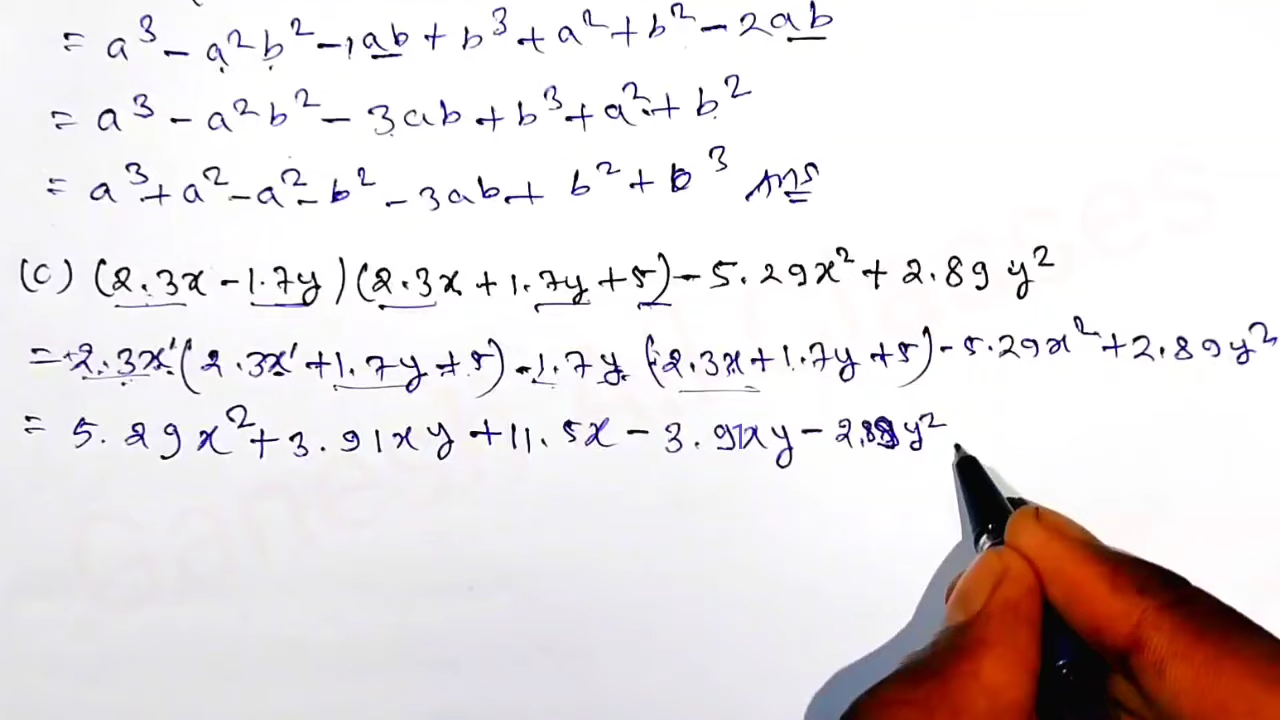 = a³ - a²b² - 1ab + b³ + a² + b² - 2ab
= a³ - a²b² - 3ab + b³ + a² + b²
= a³ + a² - a² - b² - 3ab + b² + b³ Ans
(C) (2.3x - 1.7y) (2.3x + 1.7y + 5) - 5.29x² + 2.89y²
= +2.3x¹(2.3x¹ + 1.7y + 5) - 1.7y (2.3x + 1.7y + 5) - 5.29x² + 2.89y²
= 5.29x² + 3.91xy + 11.5x - 3.91xy - 2.89y²